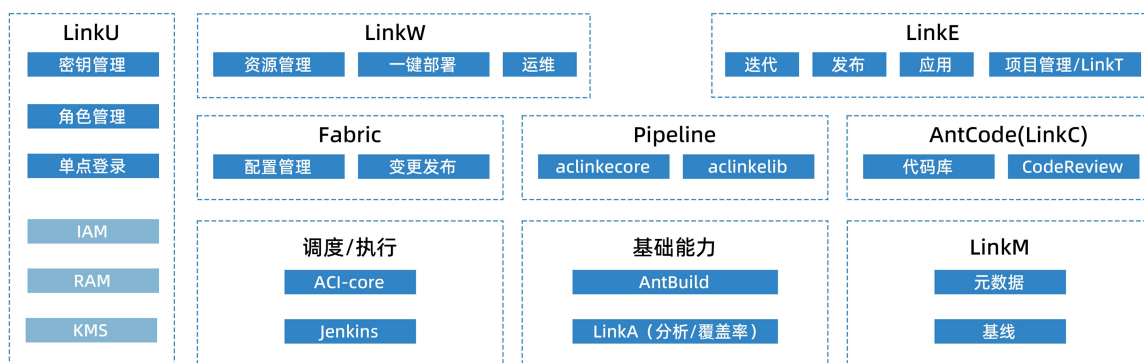 LinkU
密钥管理
角色管理
单点登录
IAM
RAM
KMS
LinkW
资源管理 一键部署 运维
LinkE
迭代 发布 应用 项目管理/LinkT
Fabric
配置管理 变更发布
Pipeline
aclinkecore aclinkelib
AntCode(LinkC)
代码库 CodeReview
调度/执行
ACI-core
Jenkins
基础能力
AntBuild
LinkA（分析/覆盖率）
LinkM
元数据
基线